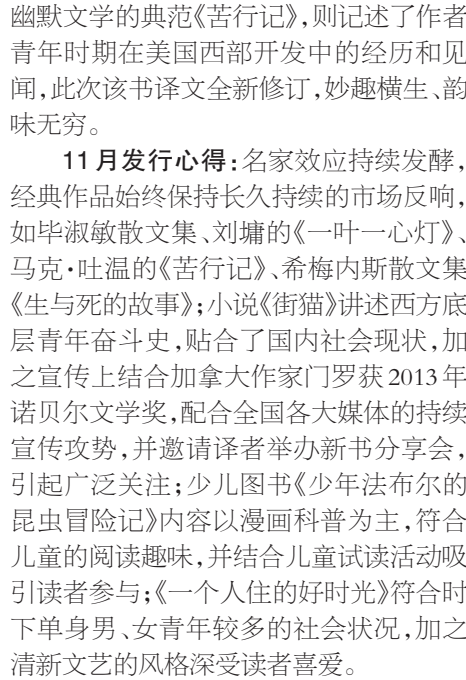 幽默文学的典范《苦行记》，则记述了作者
青年时期在美国西部开发中的经历和见
闻，此次该书译文全新修订，妙趣横生、韵
味无穷。
11月发行心得：名家效应持续发酵，
经典作品始终保持长久持续的市场反响，
如毕淑敏散文集、刘墉的《一叶一心灯》、
马克·吐温的《苦行记》、希梅内斯散文集
《生与死的故事》；小说《街猫》讲述西方底
层青年奋斗史，贴合了国内社会现状，加
之宣传上结合加拿大作家门罗获2013年
诺贝尔文学奖，配合全国各大媒体的持续
宣传攻势，并邀请译者举办新书分享会，
引起广泛关注；少儿图书《少年法布尔的
昆虫冒险记》内容以漫画科普为主，符合
儿童的阅读趣味，并结合儿童试读活动吸
引读者参与；《一个人住的好时光》符合时
下单身男、女青年较多的社会状况，加之
清新文艺的风格深受读者喜爱。